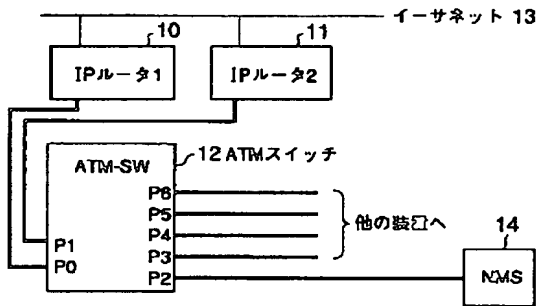 イーサネット 13
10
11
IPルータ1
IPルータ2
12 ATMスイッチ
ATM-SW
P6
P5
P4
P3
P2
P1
P0
他の装置へ
14
NMS